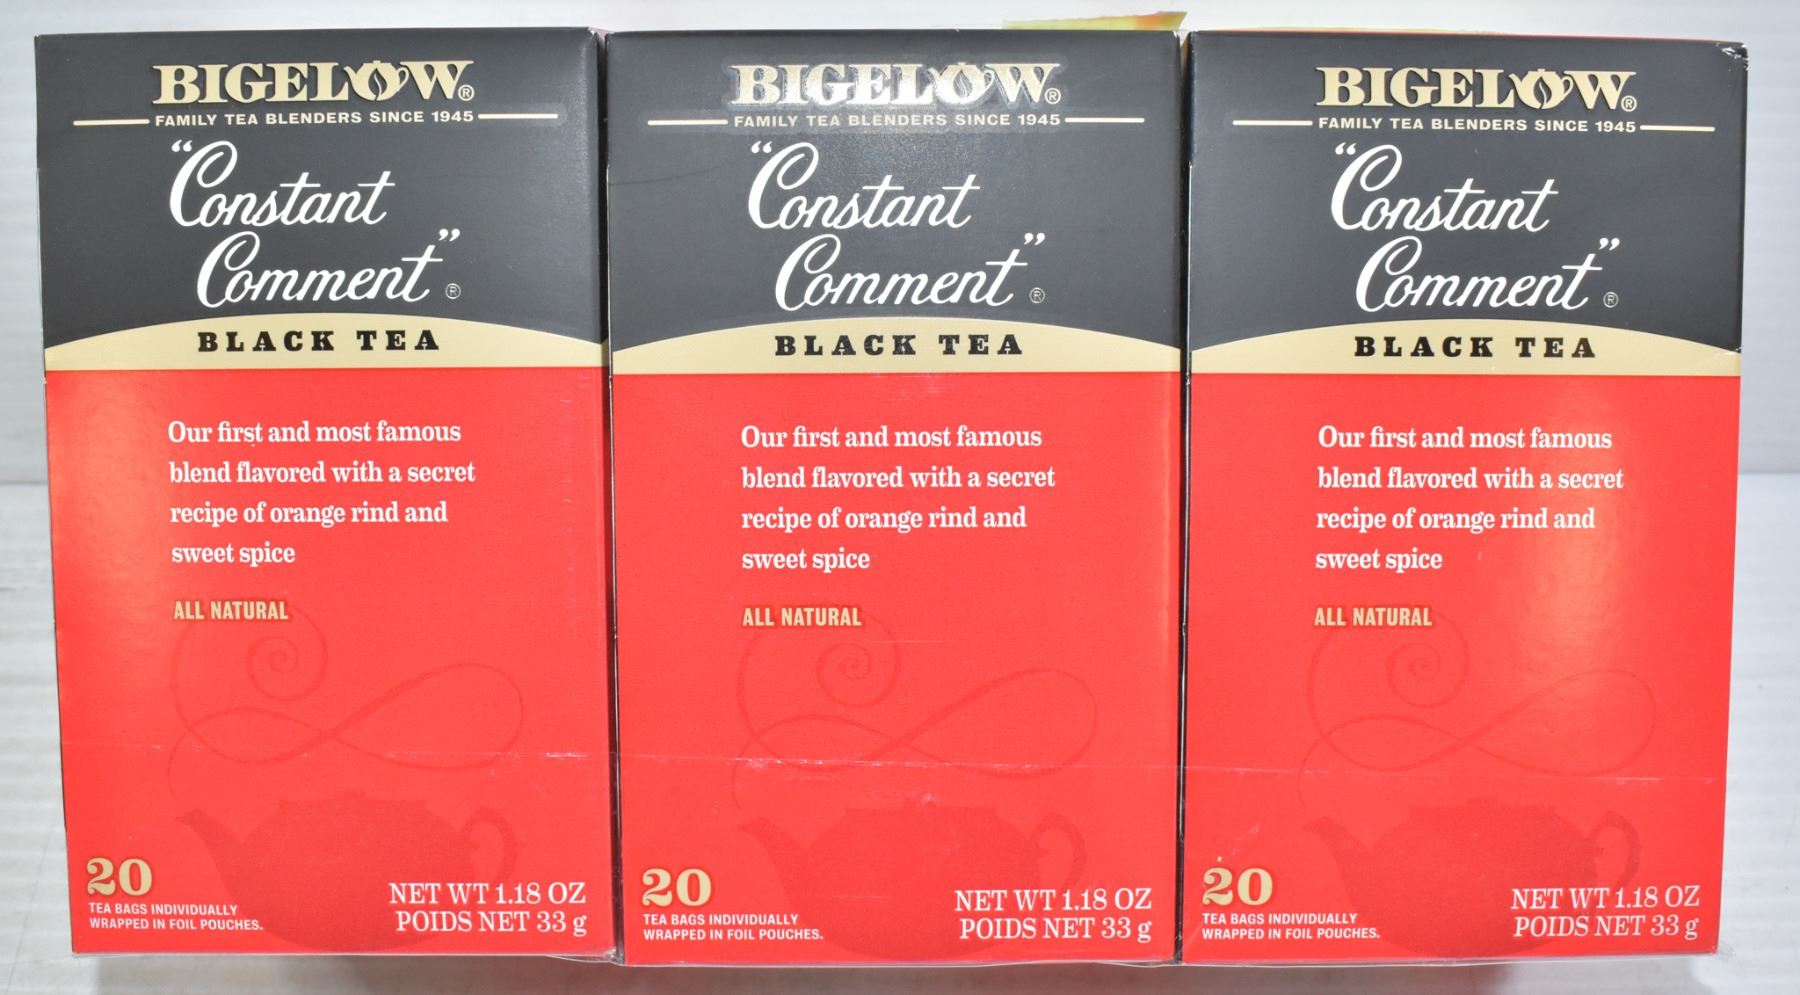 BIGELOW®
FAMILY TEA BLENDERS SINCE 1945
“Constant
Comment”®
BLACK TEA
Our first and most famous
blend flavored with a secret
recipe of orange rind and
sweet spice
ALL NATURAL
20
TEA BAGS INDIVIDUALLY
WRAPPED IN FOIL POUCHES.
NET WT 1.18 OZ
POIDS NET 33 g
BIGELOW®
FAMILY TEA BLENDERS SINCE 1945
“Constant
Comment”®
BLACK TEA
Our first and most famous
blend flavored with a secret
recipe of orange rind and
sweet spice
ALL NATURAL
20
TEA BAGS INDIVIDUALLY
WRAPPED IN FOIL POUCHES.
NET WT 1.18 OZ
POIDS NET 33 g
BIGELOW®
FAMILY TEA BLENDERS SINCE 1945
“Constant
Comment”®
BLACK TEA
Our first and most famous
blend flavored with a secret
recipe of orange rind and
sweet spice
ALL NATURAL
20
TEA BAGS INDIVIDUALLY
WRAPPED IN FOIL POUCHES.
NET WT 1.18 OZ
POIDS NET 33 g